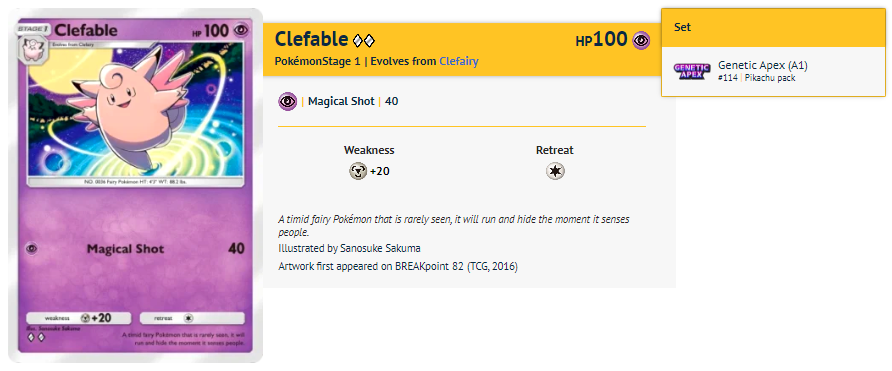 STAGE 1 Clefable HP 100
Evolves from Clefairy
NO. 0036 Fairy Pokémon HT: 4'3" WT: 88.2 lbs.
Magical Shot 40
weakness +20 retreat
Illus. Sanosuke Sakuma
A timid fairy Pokémon that is rarely seen, it will
run and hide the moment it senses people.
Clefable HP100
PokémonStage 1 | Evolves from Clefairy
| Magical Shot | 40
Weakness Retreat
+20
A timid fairy Pokémon that is rarely seen, it will run and hide the moment it senses
people.
Illustrated by Sanosuke Sakuma
Artwork first appeared on BREAKpoint 82 (TCG, 2016)
Set
GENETIC APEX
Genetic Apex (A1)
#114 | Pikachu pack